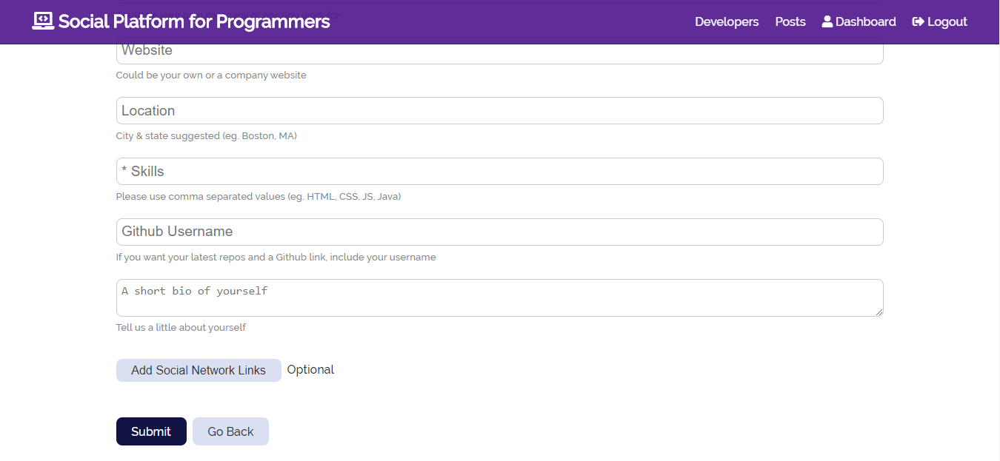 Social Platform for Programmers
Developers Posts Dashboard Logout
Website
Could be your own or a company website
Location
City & state suggested (eg. Boston, MA)
* Skills
Please use comma separated values (eg. HTML, CSS, JS, Java)
Github Username
If you want your latest repos and a Github link, include your username
A short bio of yourself
Tell us a little about yourself
Add Social Network Links Optional
Submit Go Back